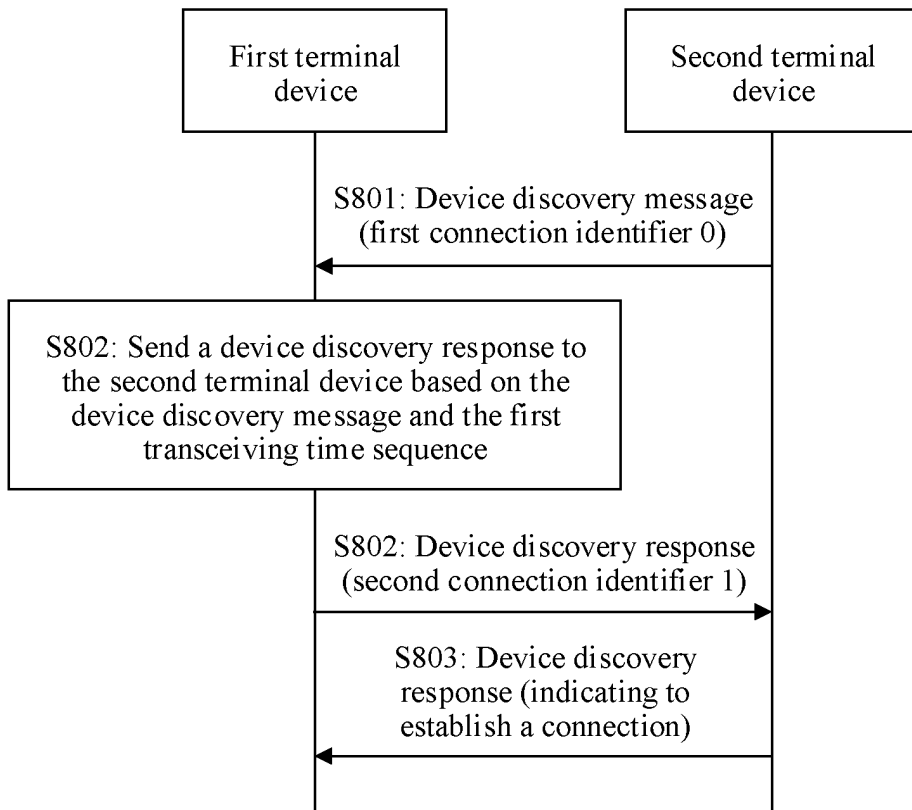 First terminal
device
Second terminal
device
S801: Device discovery message
(first connection identifier 0)
S802: Send a device discovery response to
the second terminal device based on the
device discovery message and the first
transceiving time sequence
S802: Device discovery response
(second connection identifier 1)
S803: Device discovery
response (indicating to
establish a connection)